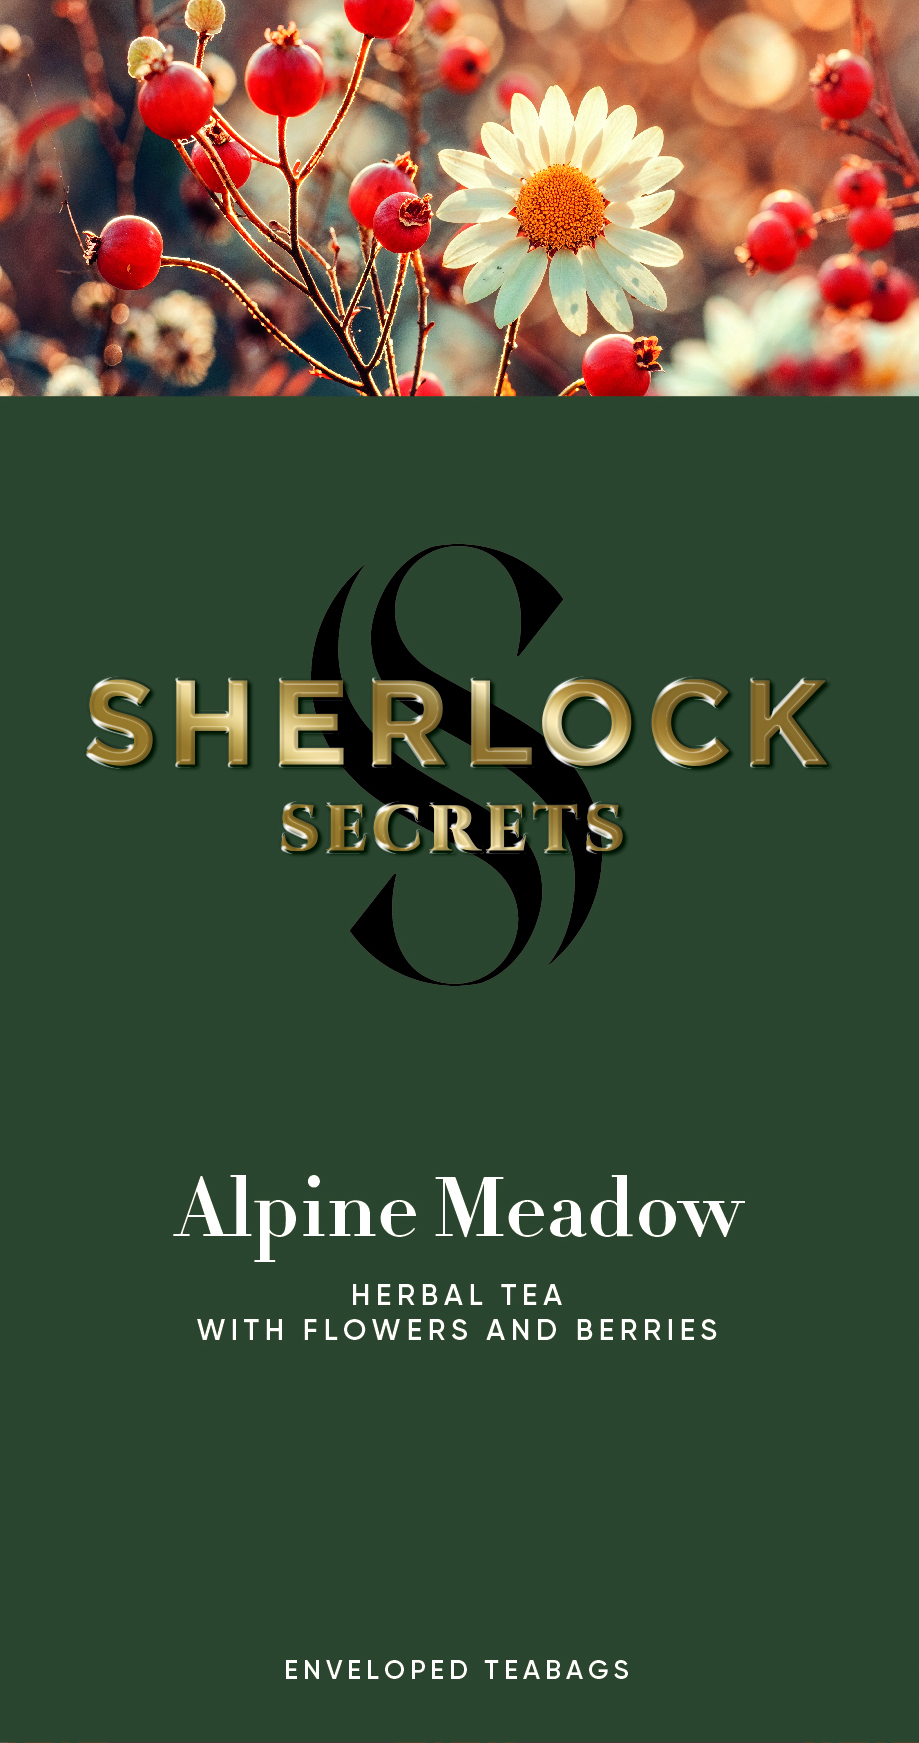 SHERLOCK
SECRETS
Alpine Meadow
HERBAL TEA
WITH FLOWERS AND BERRIES
ENVELOPED TEABAGS